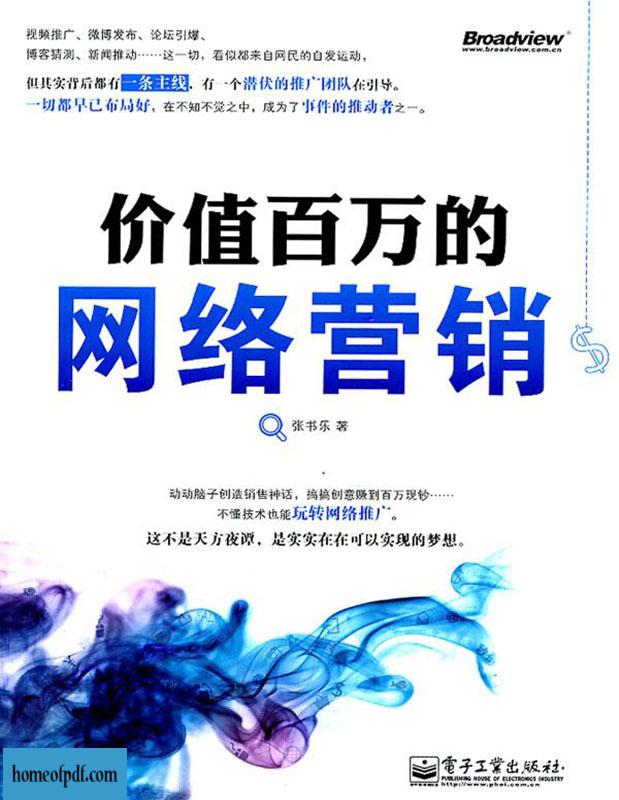 视频推广、微博发布、论坛引爆、
博客猜测、新闻推动……这一切，看似都来自网民的自发运动，
但其实背后都有一条主线，有一个潜伏的推广团队在引导。
一切都早已布局好，在不知不觉之中，成为了事件的推动者之一。
Broadview®
www.broadview.com.cn
价值百万的
网络营销
张书乐 著
动动脑子创造销售神话，搞搞创意赚到百万现钞……
不懂技术也能玩转网络推广。
这不是天方夜谭，是实实在在可以实现的梦想。
homeofpdf.com
电子工業出版社
PUBLISHING HOUSE OF ELECTRONICS INDUSTRY
http://www.phei.com.cn